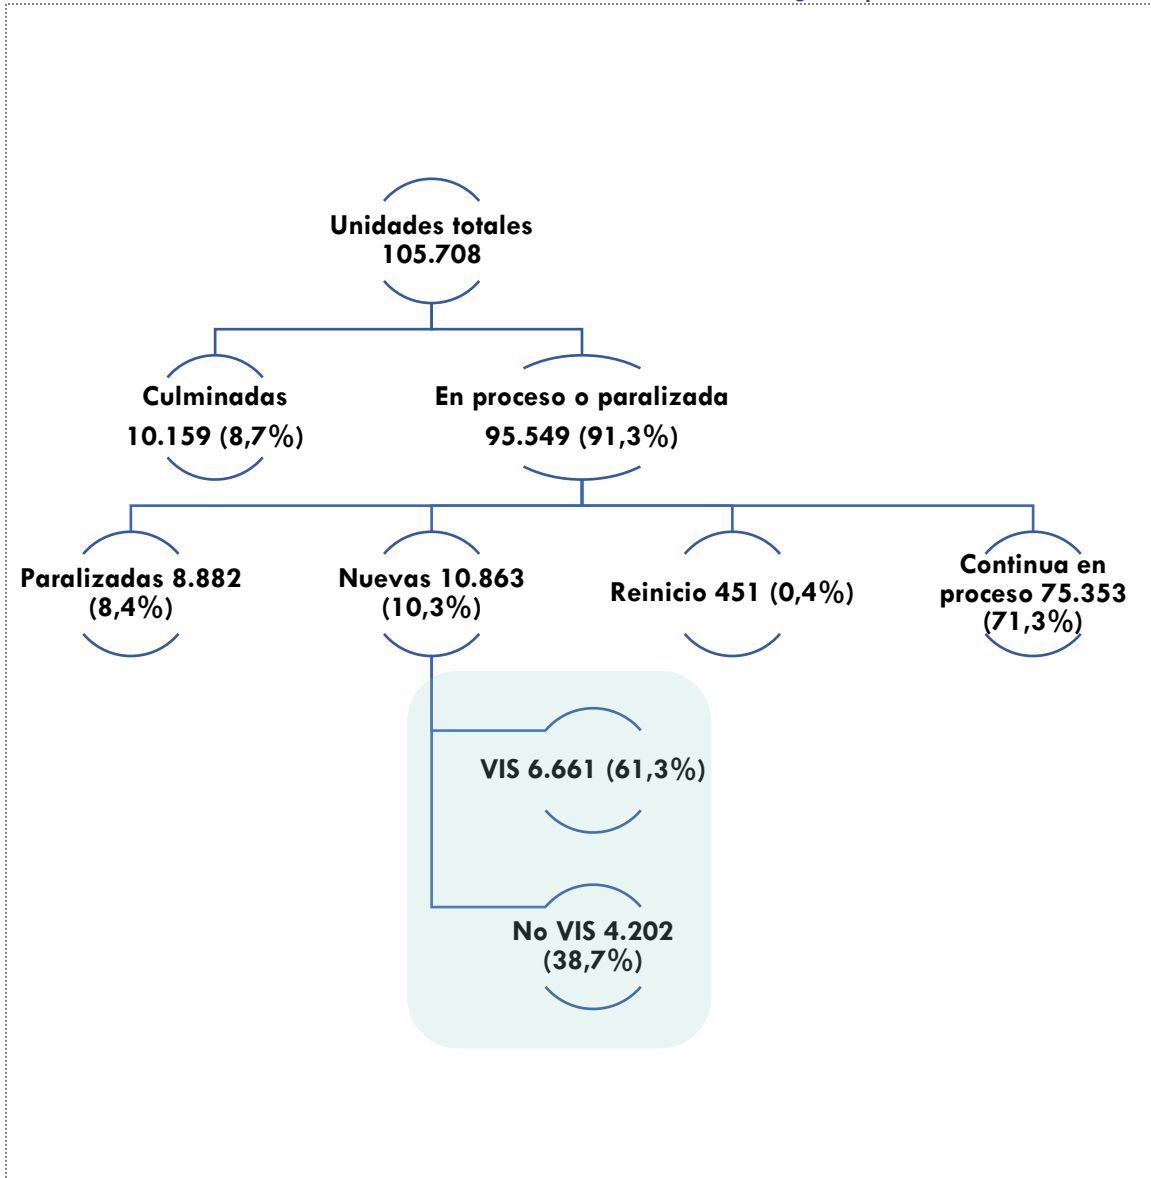 Unidades totales
105.708
Culminadas
10.159 (8,7%)
En proceso o paralizada
95.549 (91,3%)
Paralizadas 8.882
(8,4%)
Nuevas 10.863
(10,3%)
Reinicio 451 (0,4%)
Continua en
proceso 75.353
(71,3%)
VIS 6.661 (61,3%)
No VIS 4.202
(38,7%)